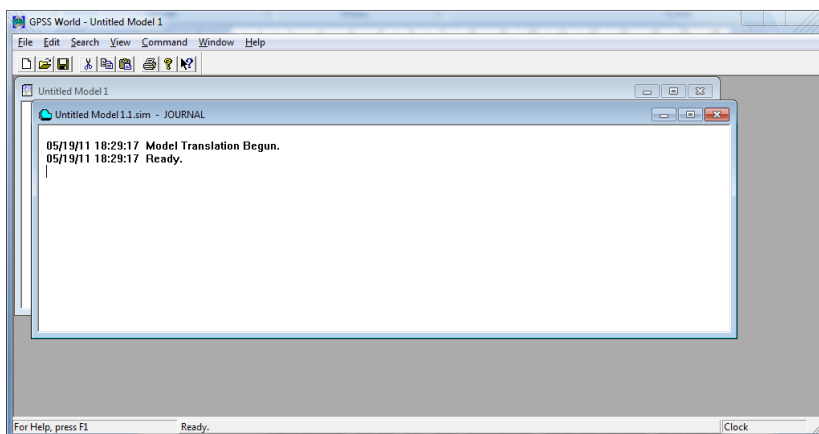 GPSS World - Untitled Model 1
File Edit Search View Command Window Help
Untitled Model 1
Untitled Model 1.1.sim - JOURNAL
05/19/11 18:29:17 Model Translation Begun.
05/19/11 18:29:17 Ready.
For Help, press F1 Ready. Clock